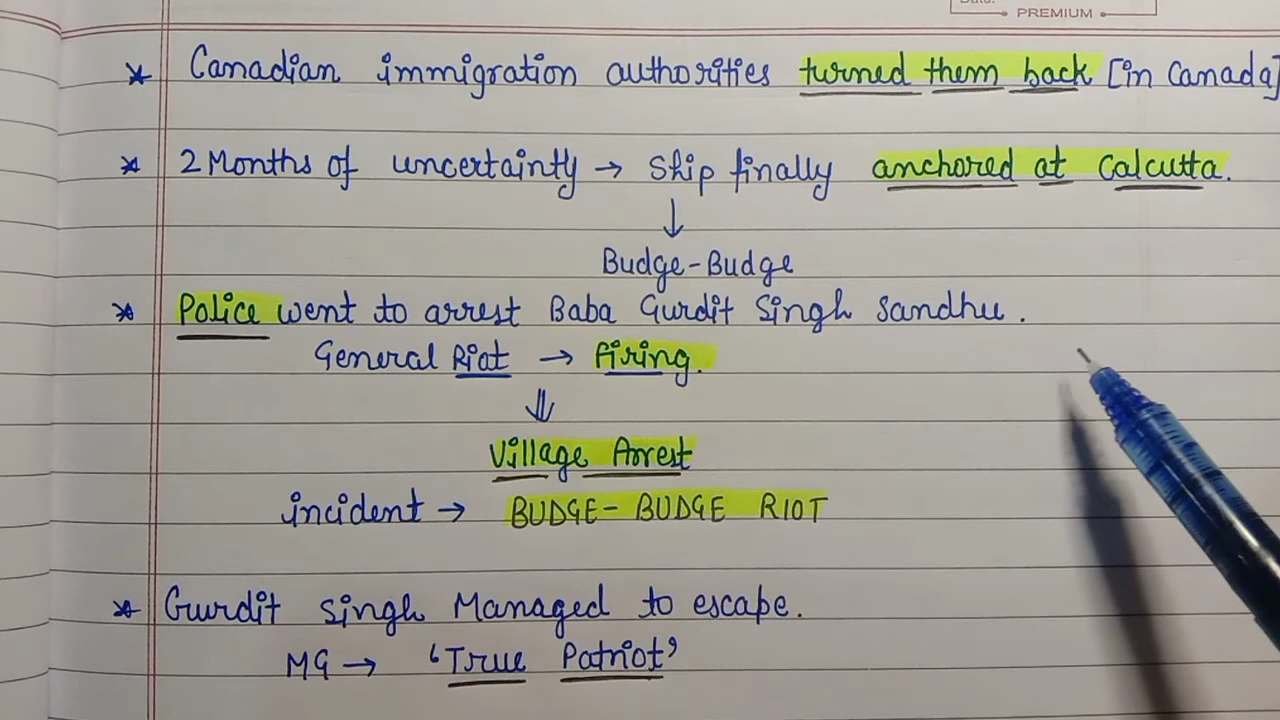 PREMIUM
* Canadian immigration authorities turned them back [in Canada]
* 2 Months of uncertainty → Ship finally anchored at Calcutta.
↓
Budge-Budge
* Police went to arrest Baba Gurdit Singh Sandhu.
General Riot → firing.
⇓
Village Arrest
incident → BUDGE-BUDGE RIOT
* Gurdit Singh Managed to escape.
MG → 'True Patriot'